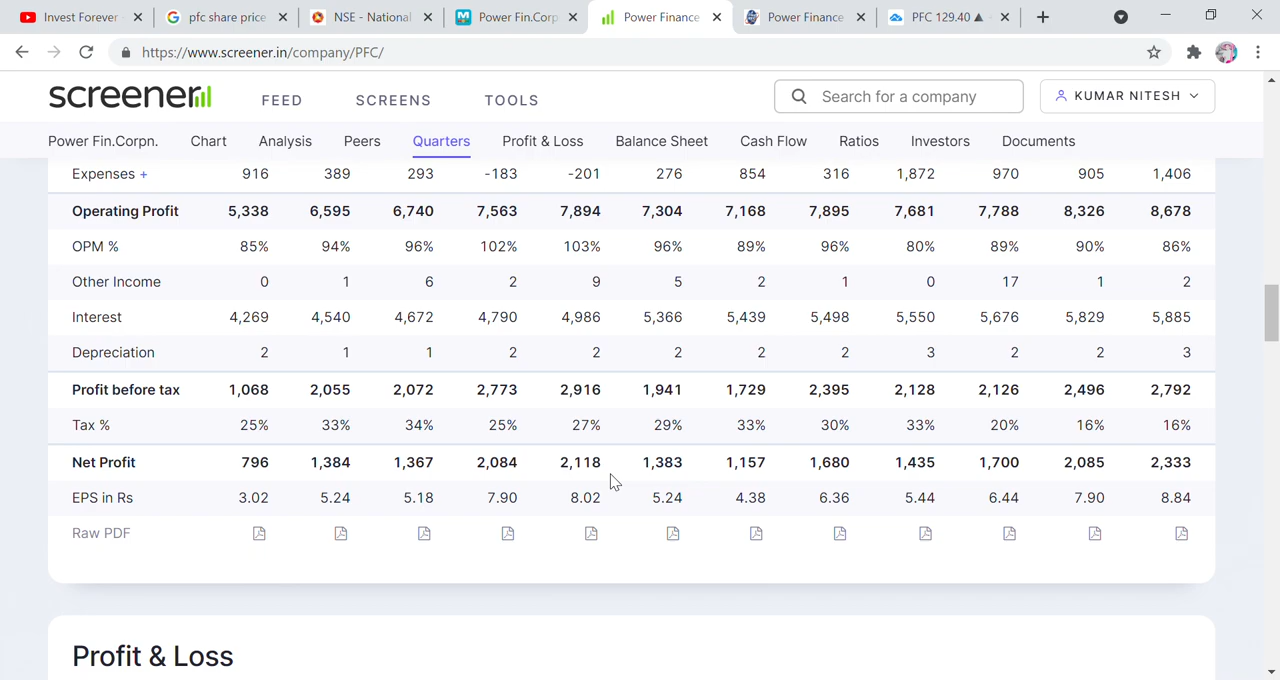 Invest Forever
pfc share price
NSE - National
Power Fin.Corp
Power Finance
Power Finance
PFC 129.40 ▲
https://www.screener.in/company/PFC/
screener
FEED SCREENS TOOLS
Search for a company
KUMAR NITESH
Power Fin.Corpn. Chart Analysis Peers Quarters Profit & Loss Balance Sheet Cash Flow Ratios Investors Documents
Expenses + 916 389 293 -183 -201 276 854 316 1,872 970 905 1,406
Operating Profit 5,338 6,595 6,740 7,563 7,894 7,304 7,168 7,895 7,681 7,788 8,326 8,678
OPM % 85% 94% 96% 102% 103% 96% 89% 96% 80% 89% 90% 86%
Other Income 0 1 6 2 9 5 2 1 0 17 1 2
Interest 4,269 4,540 4,672 4,790 4,986 5,366 5,439 5,498 5,550 5,676 5,829 5,885
Depreciation 2 1 1 2 2 2 2 2 3 2 2 3
Profit before tax 1,068 2,055 2,072 2,773 2,916 1,941 1,729 2,395 2,128 2,126 2,496 2,792
Tax % 25% 33% 34% 25% 27% 29% 33% 30% 33% 20% 16% 16%
Net Profit 796 1,384 1,367 2,084 2,118 1,383 1,157 1,680 1,435 1,700 2,085 2,333
EPS in Rs 3.02 5.24 5.18 7.90 8.02 5.24 4.38 6.36 5.44 6.44 7.90 8.84
Raw PDF
Profit & Loss